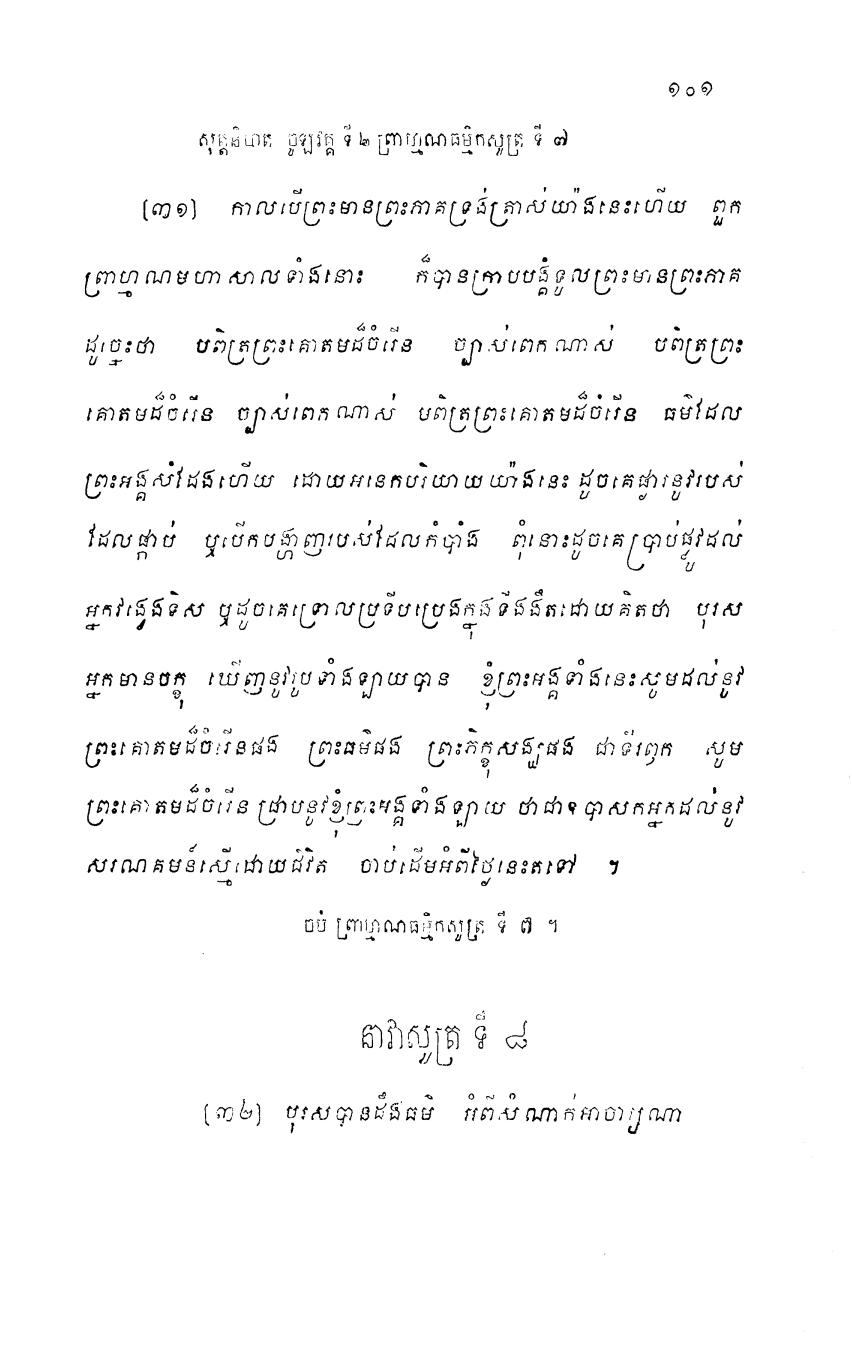 ១០១
សុត្តនិបាត ចូឡវគ្គ ទី ២ ព្រាហ្មណធម្មិកសូត្រ ទី ៧
[៣១] កាលបើព្រះមានព្រះភាគទ្រង់ត្រាស់យ៉ាងនេះហើយ ពួក
ព្រាហ្មណមហាសាលទាំងនោះ ក៏បានក្រាបបង្គំទូលព្រះមានព្រះភាគ
ដូច្នេះថា បពិត្រព្រះគោតមដ៏ចំរើន ច្បាស់ពេកណាស់ បពិត្រព្រះ
គោតមដ៏ចំរើន ច្បាស់ពេកណាស់ បពិត្រព្រះគោតមដ៏ចំរើន ធម៌ដែល
ព្រះអង្គសំដែងហើយ ដោយអនេកបរិយាយយ៉ាងនេះ ដូចគេផ្ងារនូវរបស់
ដែលផ្កាប់ ឬបើកបង្ហាញរបស់ដែលកំបាំង ពុំនោះដូចគេប្រាប់ផ្លូវដល់
អ្នកវង្វេងទិស ឬដូចគេទ្រោលប្រទីបប្រេងក្នុងទីងងឹតដោយគិតថា បុរស
អ្នកមានចក្ខុ ឃើញនូវរូបទាំងឡាយបាន ខ្ញុំព្រះអង្គទាំងនេះសូមដល់នូវ
ព្រះគោតមដ៏ចំរើនផង ព្រះធម៌ផង ព្រះភិក្ខុសង្ឃផង ជាទីរឭក សូម
ព្រះគោតមដ៏ចំរើន ជ្រាបនូវខ្ញុំព្រះអង្គទាំងឡាយ ថាជាឧបាសកអ្នកដល់នូវ
សរណគមន៍ស្មើដោយជីវិត ចាប់ដើមអំពីថ្ងៃនេះតទៅ ។
ចប់ ព្រាហ្មណធម្មិកសូត្រ ទី ៧ ។
នាវាសូត្រ ទី ៨
[៣២] បុរសបានដឹងធម៌ អំពីសំណាក់អាចារ្យណា